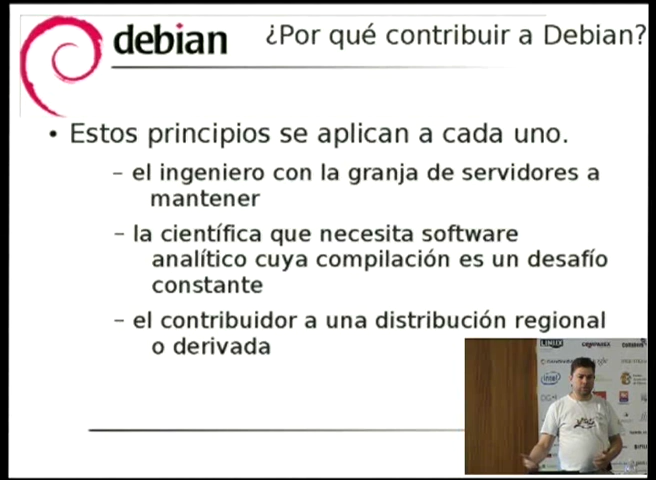 debian
¿Por qué contribuir a Debian?
• Estos principios se aplican a cada uno.
– el ingeniero con la granja de servidores a
mantener
– la científica que necesita software
analítico cuya compilación es un desafío
constante
– el contribuidor a una distribución regional
o derivada
intel